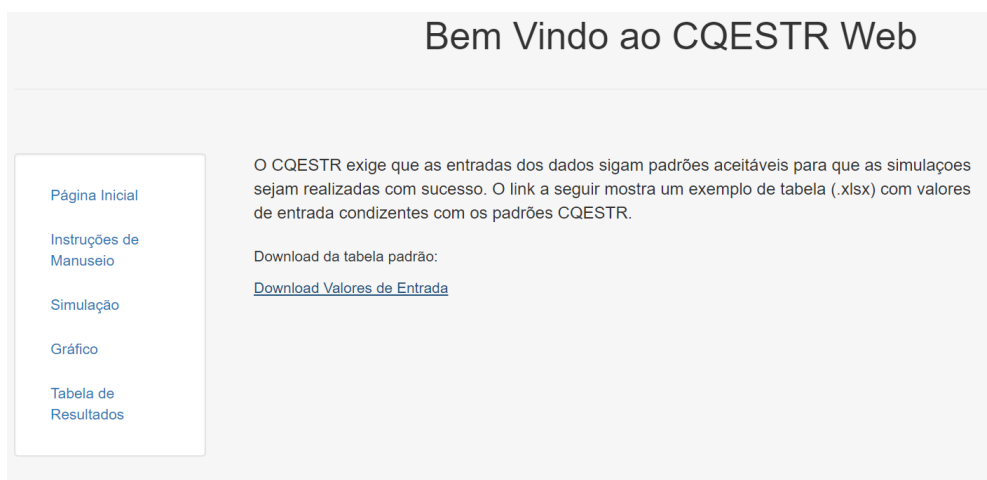 Bem Vindo ao CQESTR Web
Página Inicial
Instruções de
Manuseio
Simulação
Gráfico
Tabela de
Resultados
O CQESTR exige que as entradas dos dados sigam padrões aceitáveis para que as simulaçoes
sejam realizadas com sucesso. O link a seguir mostra um exemplo de tabela (.xlsx) com valores
de entrada condizentes com os padrões CQESTR.
Download da tabela padrão:
Download Valores de Entrada